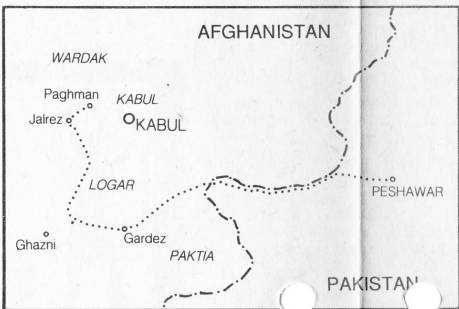 AFGHANISTAN
WARDAK
Paghman
KABUL
Jalrez
KABUL
LOGAR
PESHAWAR
Gardez
Ghazni
PAKTIA
PAKISTAN